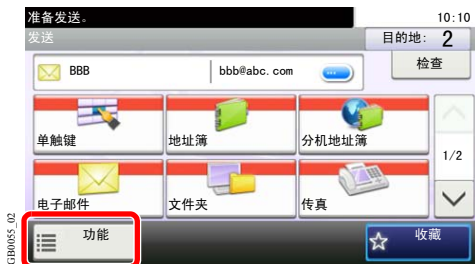 准备发送。 10:10
发送 目的地: 2
BBB bbb@abc.com 检查
单触键 地址簿 分机地址簿
1/2
电子邮件 文件夹 传真
功能 收藏
GB0055_02